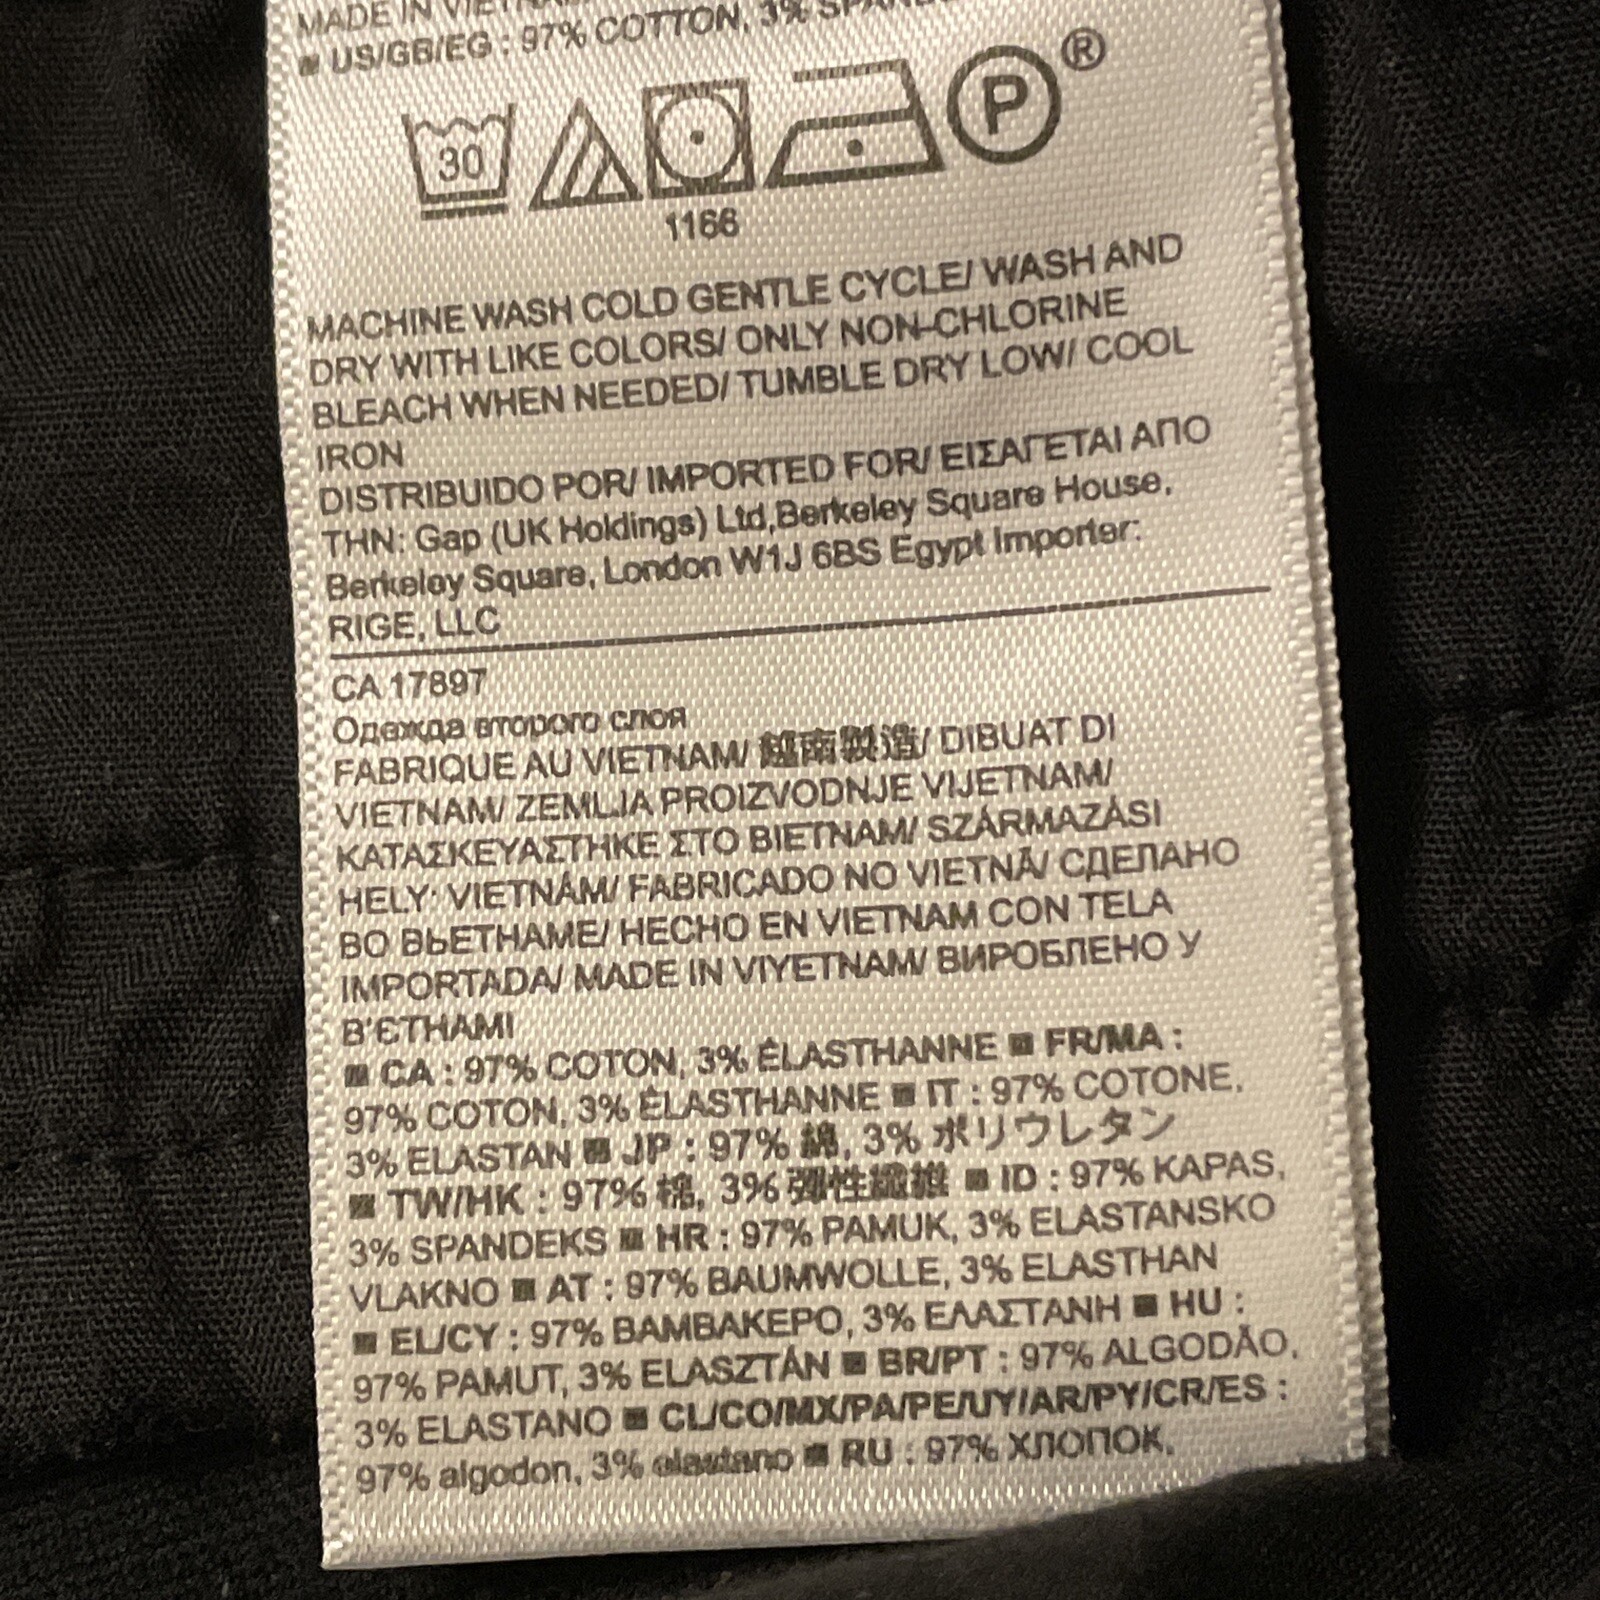 MADE IN VIETNAM
■ US/GB/EG : 97% COTTON, 3% SPANDEX
30
P®
1166
MACHINE WASH COLD GENTLE CYCLE/ WASH AND
DRY WITH LIKE COLORS/ ONLY NON-CHLORINE
BLEACH WHEN NEEDED/ TUMBLE DRY LOW/ COOL
IRON
DISTRIBUIDO POR/ IMPORTED FOR/ ΕΙΣΑΓΕΤΑΙ ΑΠΟ
THN: Gap (UK Holdings) Ltd,Berkeley Square House,
Berkeley Square, London W1J 6BS Egypt Importer:
RIGE, LLC
CA 17897
Одежда второго слоя
FABRIQUE AU VIETNAM/ 越南製造/ DIBUAT DI
VIETNAM/ ZEMLJA PROIZVODNJE VIJETNAM/
ΚΑΤΑΣΚΕΥΑΣΤΗΚΕ ΣΤΟ ΒΙΕΤΝΑΜ/ SZÁRMAZÁSI
HELY: VIETNÁM/ FABRICADO NO VIETNÃ/ СДЕЛАНО
ВО ВЬЕТНАМЕ/ HECHO EN VIETNAM CON TELA
IMPORTADA/ MADE IN VIYETNAM/ ВИРОБЛЕНО У
В'ЄТНАМІ
■ CA : 97% COTON, 3% ÉLASTHANNE ■ FR/MA :
97% COTON, 3% ÉLASTHANNE ■ IT : 97% COTONE,
3% ELASTAN ■ JP : 97% 綿, 3% ポリウレタン
■ TW/HK : 97% 棉, 3% 彈性纖維 ■ ID : 97% KAPAS,
3% SPANDEKS ■ HR : 97% PAMUK, 3% ELASTANSKO
VLAKNO ■ AT : 97% BAUMWOLLE, 3% ELASTHAN
■ EL/CY : 97% ΒΑΜΒΑΚΕΡΟ, 3% ΕΛΑΣΤΑΝΗ ■ HU :
97% PAMUT, 3% ELASZTÁN ■ BR/PT : 97% ALGODÃO,
3% ELASTANO ■ CL/CO/MX/PA/PE/UY/AR/PY/CR/ES :
97% algodon, 3% elastano ■ RU : 97% ХЛОПОК,